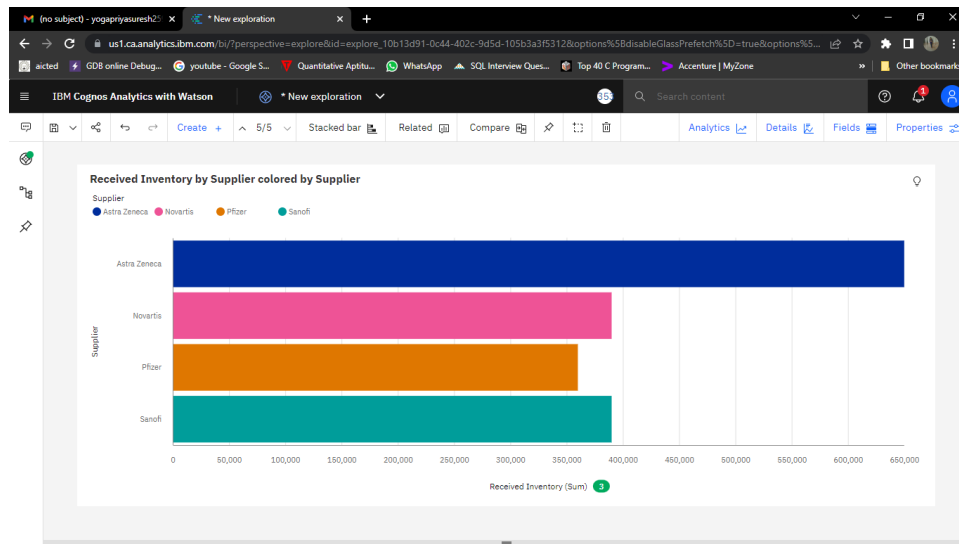 (no subject) - yogapriyasuresh25
* New exploration
us1.ca.analytics.ibm.com/bi/?perspective=explore&id=explore_10b13d91-0c44-402c-9d5d-105b3a3f5312&options%5BdisableGlassPrefetch%5D=true&options%5...
aicted
GDB online Debug...
youtube - Google S...
Quantitative Aptitu...
WhatsApp
SQL Interview Ques...
Top 40 C Program...
Accenture | MyZone
»
Other bookmark
IBM Cognos Analytics with Watson
* New exploration
353
Search content
1
Create +
5/5
Stacked bar
Related
Compare
Analytics
Details
Fields
Properties
Received Inventory by Supplier colored by Supplier
Supplier
Astra Zeneca
Novartis
Pfizer
Sanofi
Supplier
Astra Zeneca
Novartis
Pfizer
Sanofi
0 50,000 100,000 150,000 200,000 250,000 300,000 350,000 400,000 450,000 500,000 550,000 600,000 650,000
Received Inventory (Sum) 3